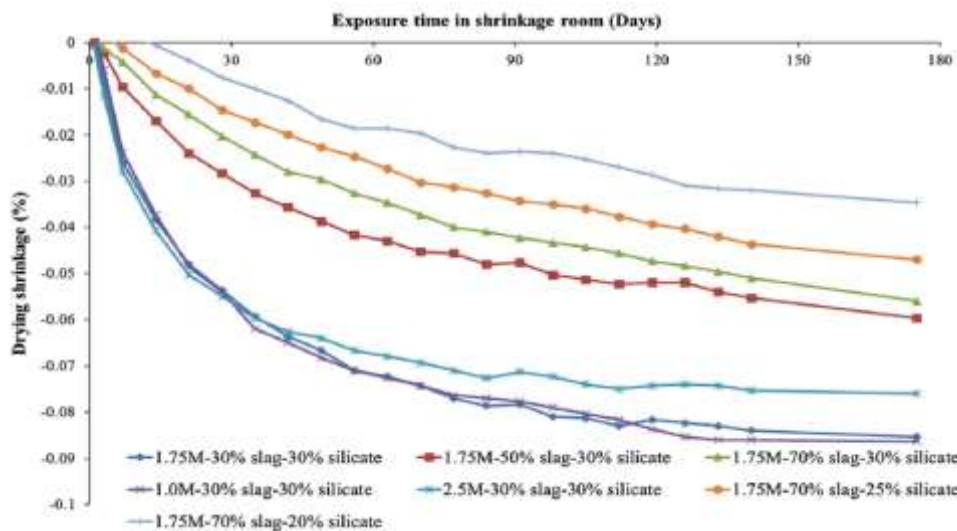 Exposure time in shrinkage room (Days)
0 30 60 90 120 150 180
0
-0.01
-0.02
-0.03
-0.04
-0.05
-0.06
-0.07
-0.08
-0.09
-0.1
Drying shrinkage (%)
1.75M-30% slag-30% silicate 1.75M-50% slag-30% silicate 1.75M-70% slag-30% silicate
1.0M-30% slag-30% silicate 2.5M-30% slag-30% silicate 1.75M-70% slag-25% silicate
1.75M-70% slag-20% silicate